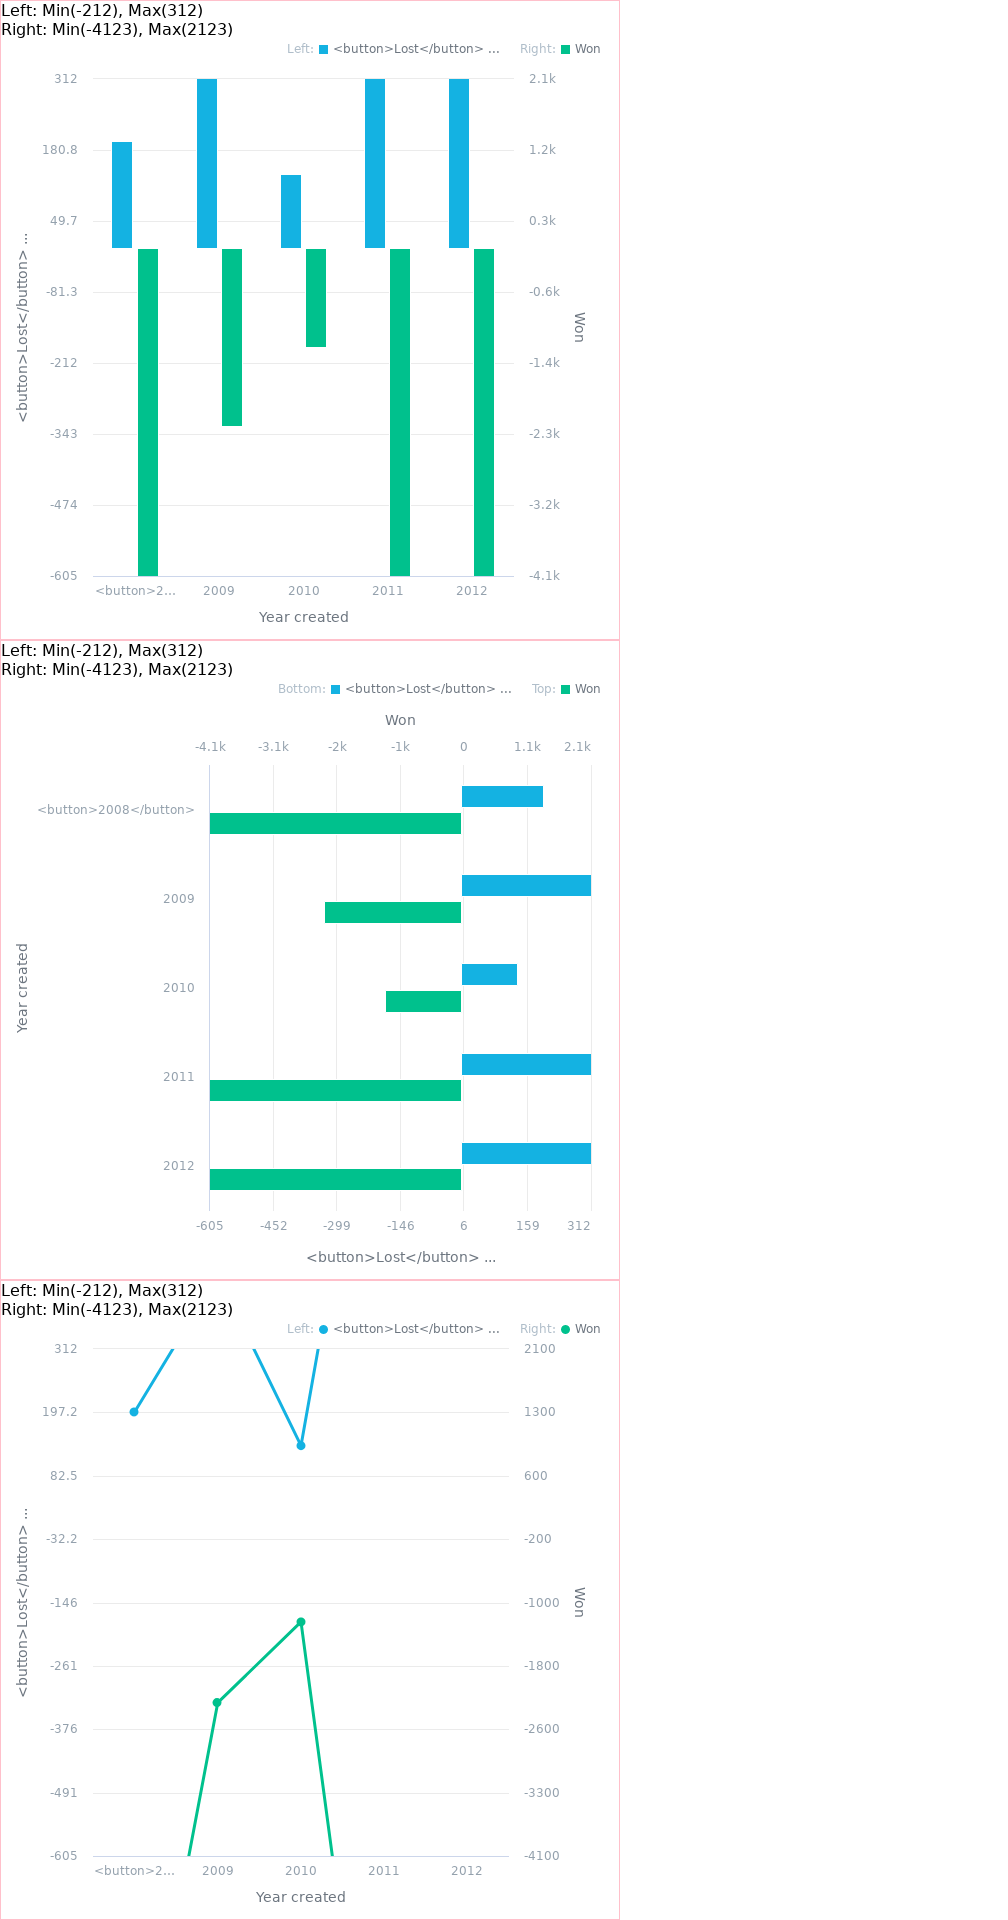 Left: Min(-212), Max(312)
Right: Min(-4123), Max(2123)
Left: <button>Lost</button> ... Right: Won
312 2.1k
180.8 1.2k
49.7 0.3k
-81.3 -0.6k
-212 -1.4k
-343 -2.3k
-474 -3.2k
-605 -4.1k
<button>Lost</button> ...
Won
<button>2... 2009 2010 2011 2012
Year created
Left: Min(-212), Max(312)
Right: Min(-4123), Max(2123)
Bottom: <button>Lost</button> ... Top: Won
Won
-4.1k -3.1k -2k -1k 0 1.1k 2.1k
<button>2008</button>
2009
2010
2011
2012
Year created
-605 -452 -299 -146 6 159 312
<button>Lost</button> ...
Left: Min(-212), Max(312)
Right: Min(-4123), Max(2123)
Left: <button>Lost</button> ... Right: Won
312 2100
197.2 1300
82.5 600
-32.2 -200
-146 -1000
-261 -1800
-376 -2600
-491 -3300
-605 -4100
<button>Lost</button> ...
Won
<button>2... 2009 2010 2011 2012
Year created